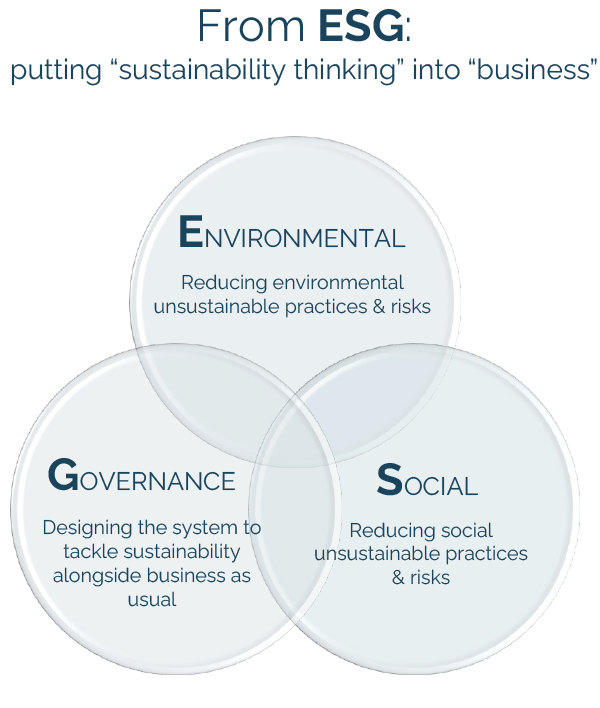 From ESG:
putting “sustainability thinking” into “business”
ENVIRONMENTAL
Reducing environmental
unsustainable practices & risks
GOVERNANCE
Designing the system to
tackle sustainability
alongside business as
usual
SOCIAL
Reducing social
unsustainable practices
& risks